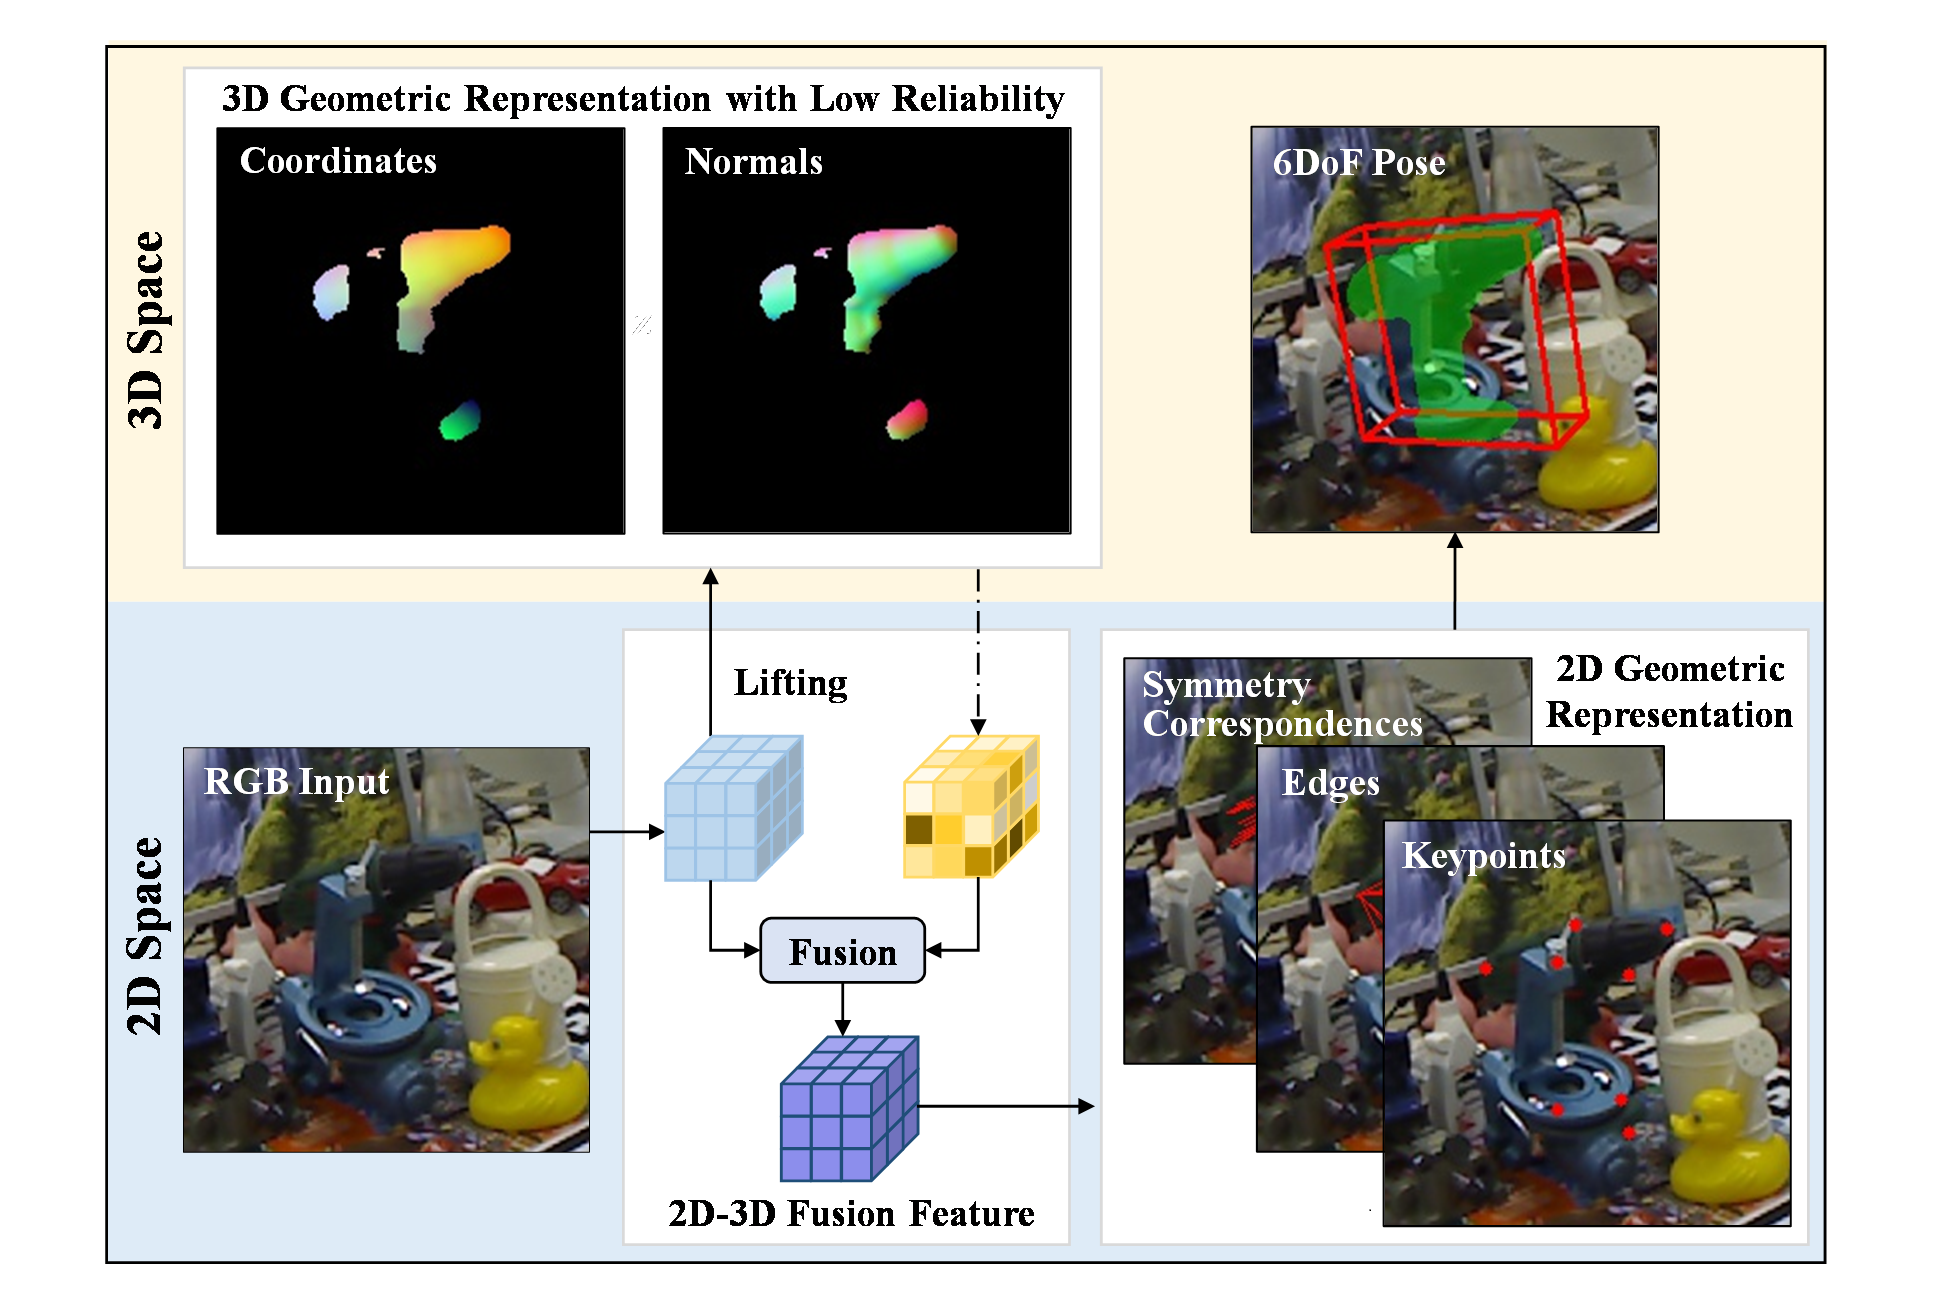 3D Geometric Representation with Low Reliability
Coordinates
Normals
6DoF Pose
3D Space
Lifting
2D Geometric
Representation
Symmetry
Correspondences
Edges
Keypoints
RGB Input
2D Space
Fusion
2D-3D Fusion Feature